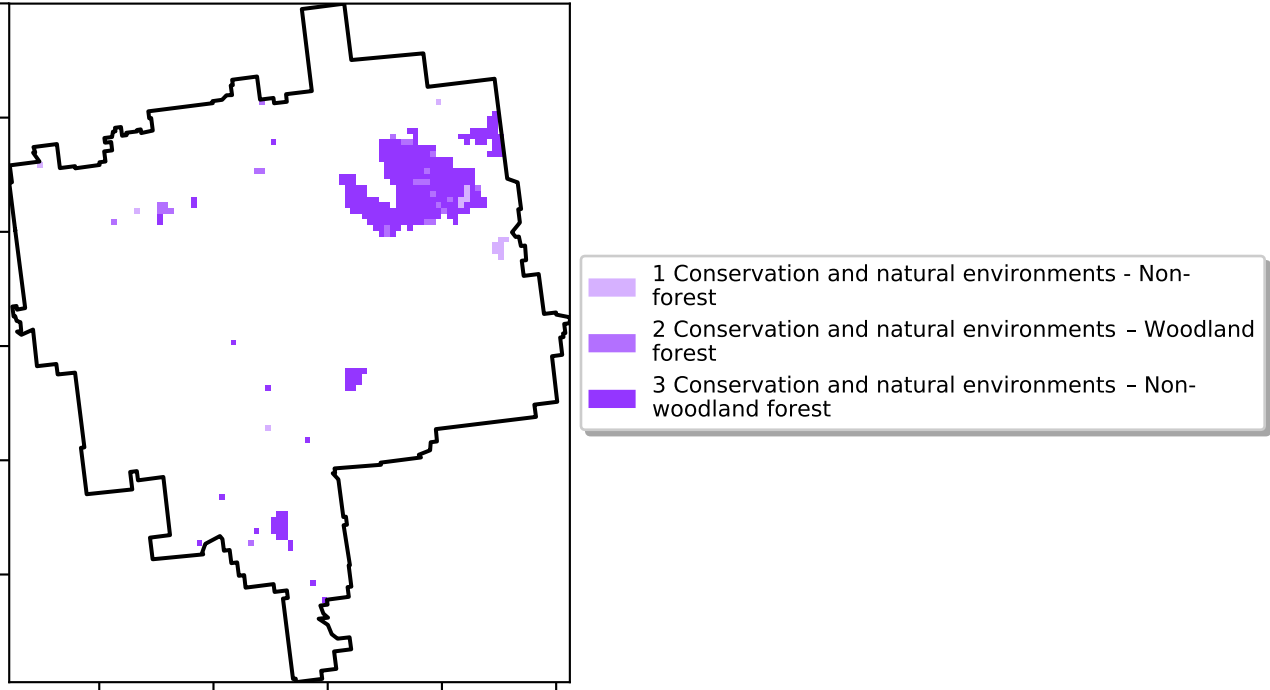 1 Conservation and natural environments - Non-
forest
2 Conservation and natural environments – Woodland
forest
3 Conservation and natural environments – Non-
woodland forest